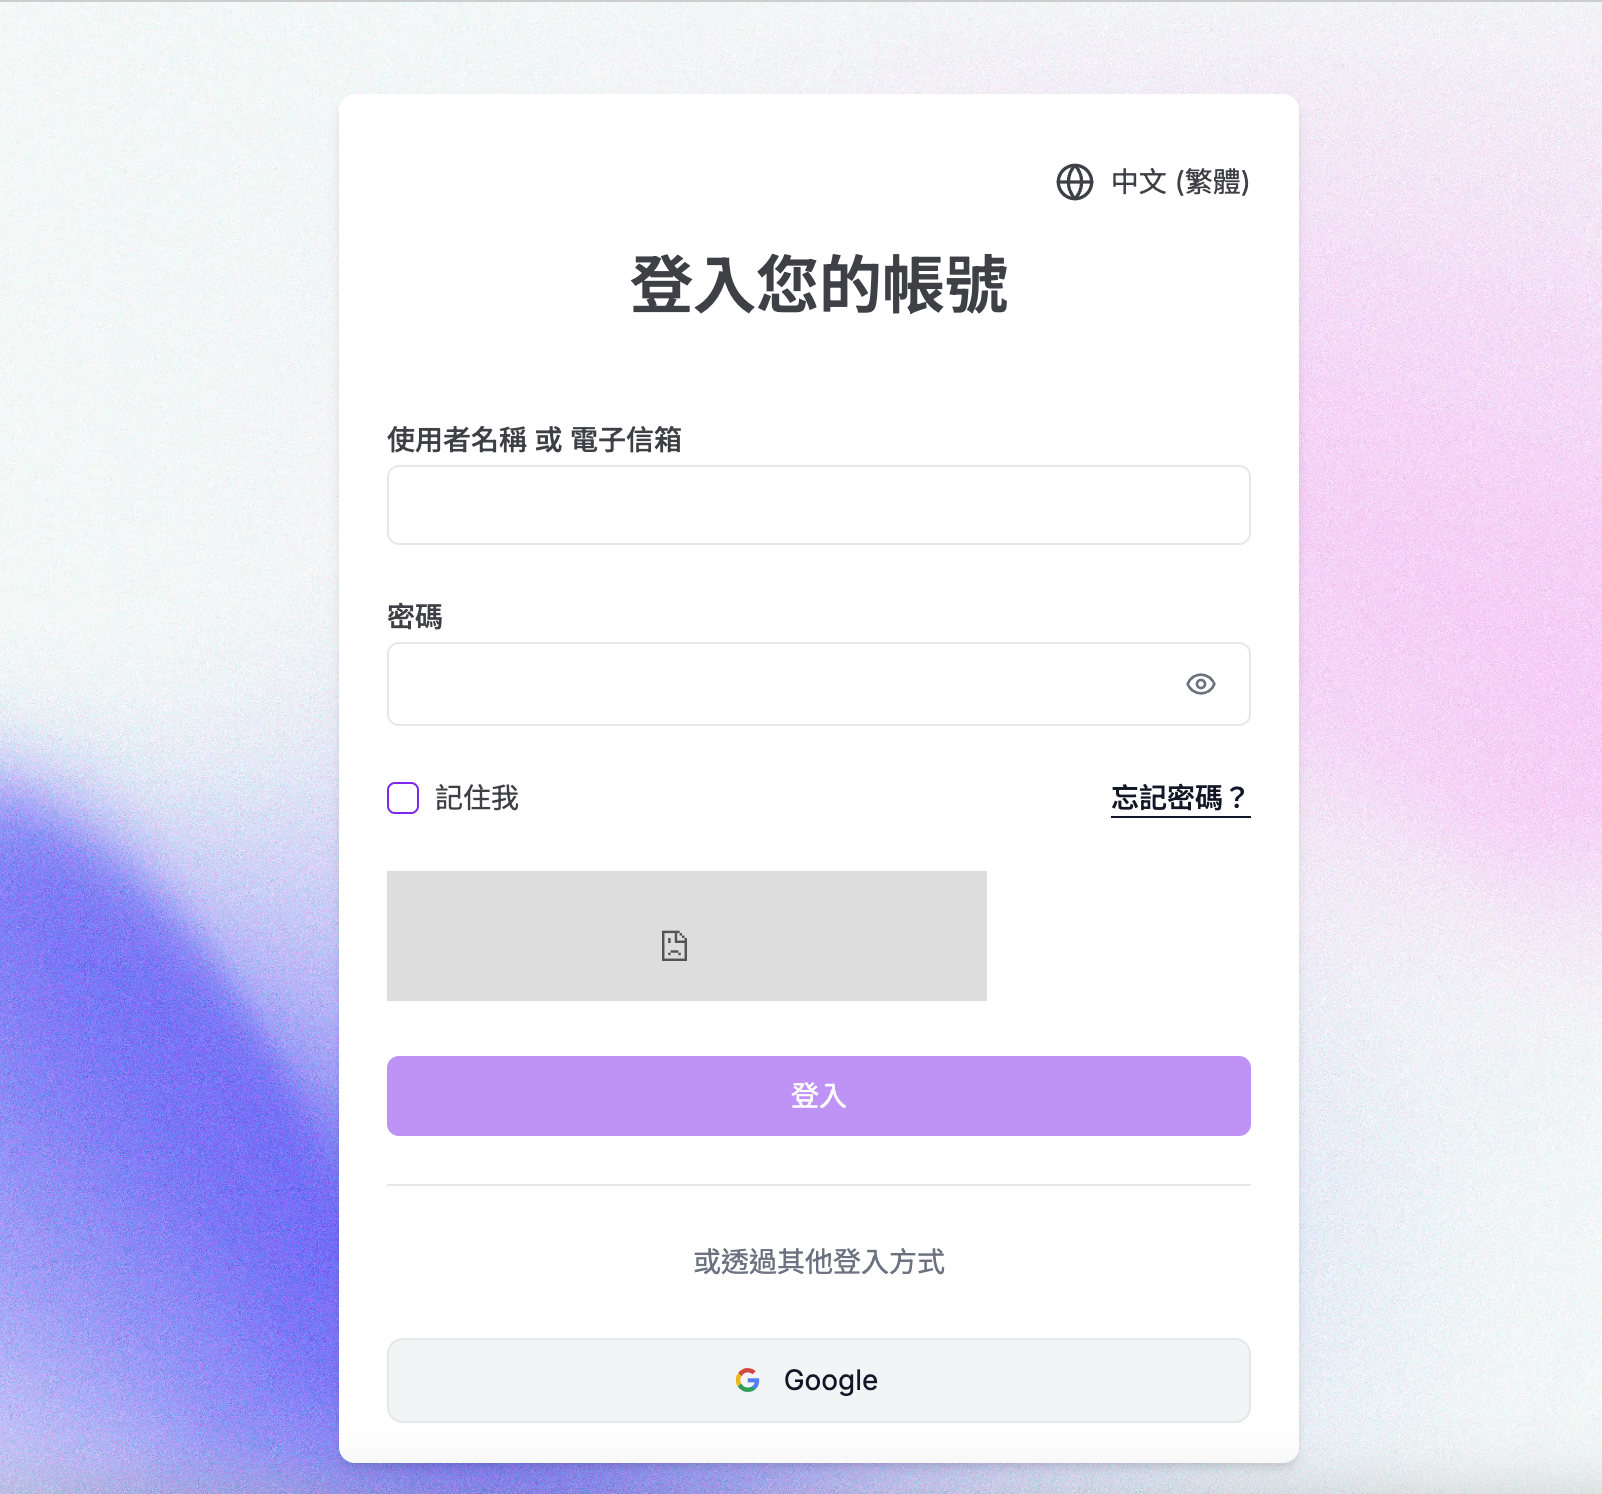 中文 (繁體)
登入您的帳號
使用者名稱 或 電子信箱
密碼
記住我
忘記密碼？
登入
或透過其他登入方式
Google